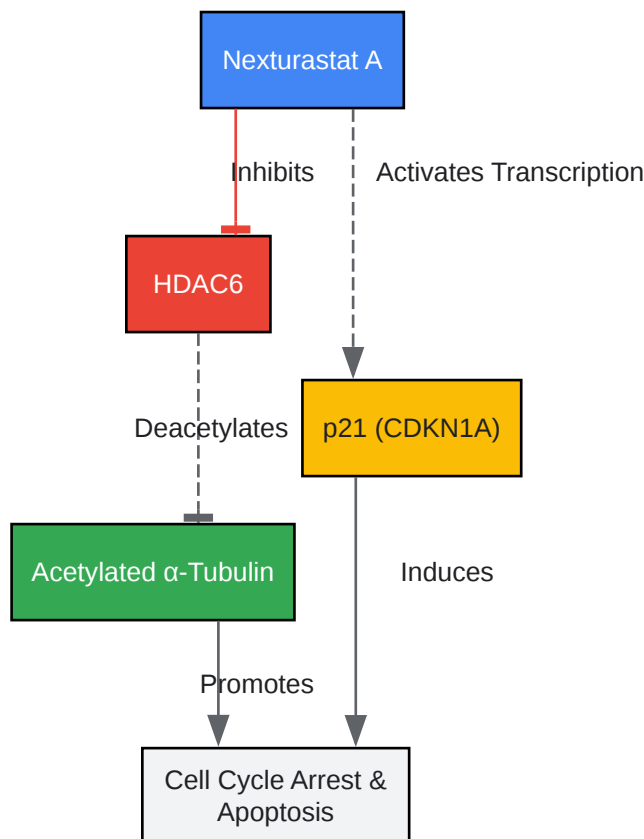 Nexturastat A
Inhibits
Activates Transcription
HDAC6
Deacetylates
p21 (CDKN1A)
Acetylated α-Tubulin
Induces
Promotes
Cell Cycle Arrest &
Apoptosis